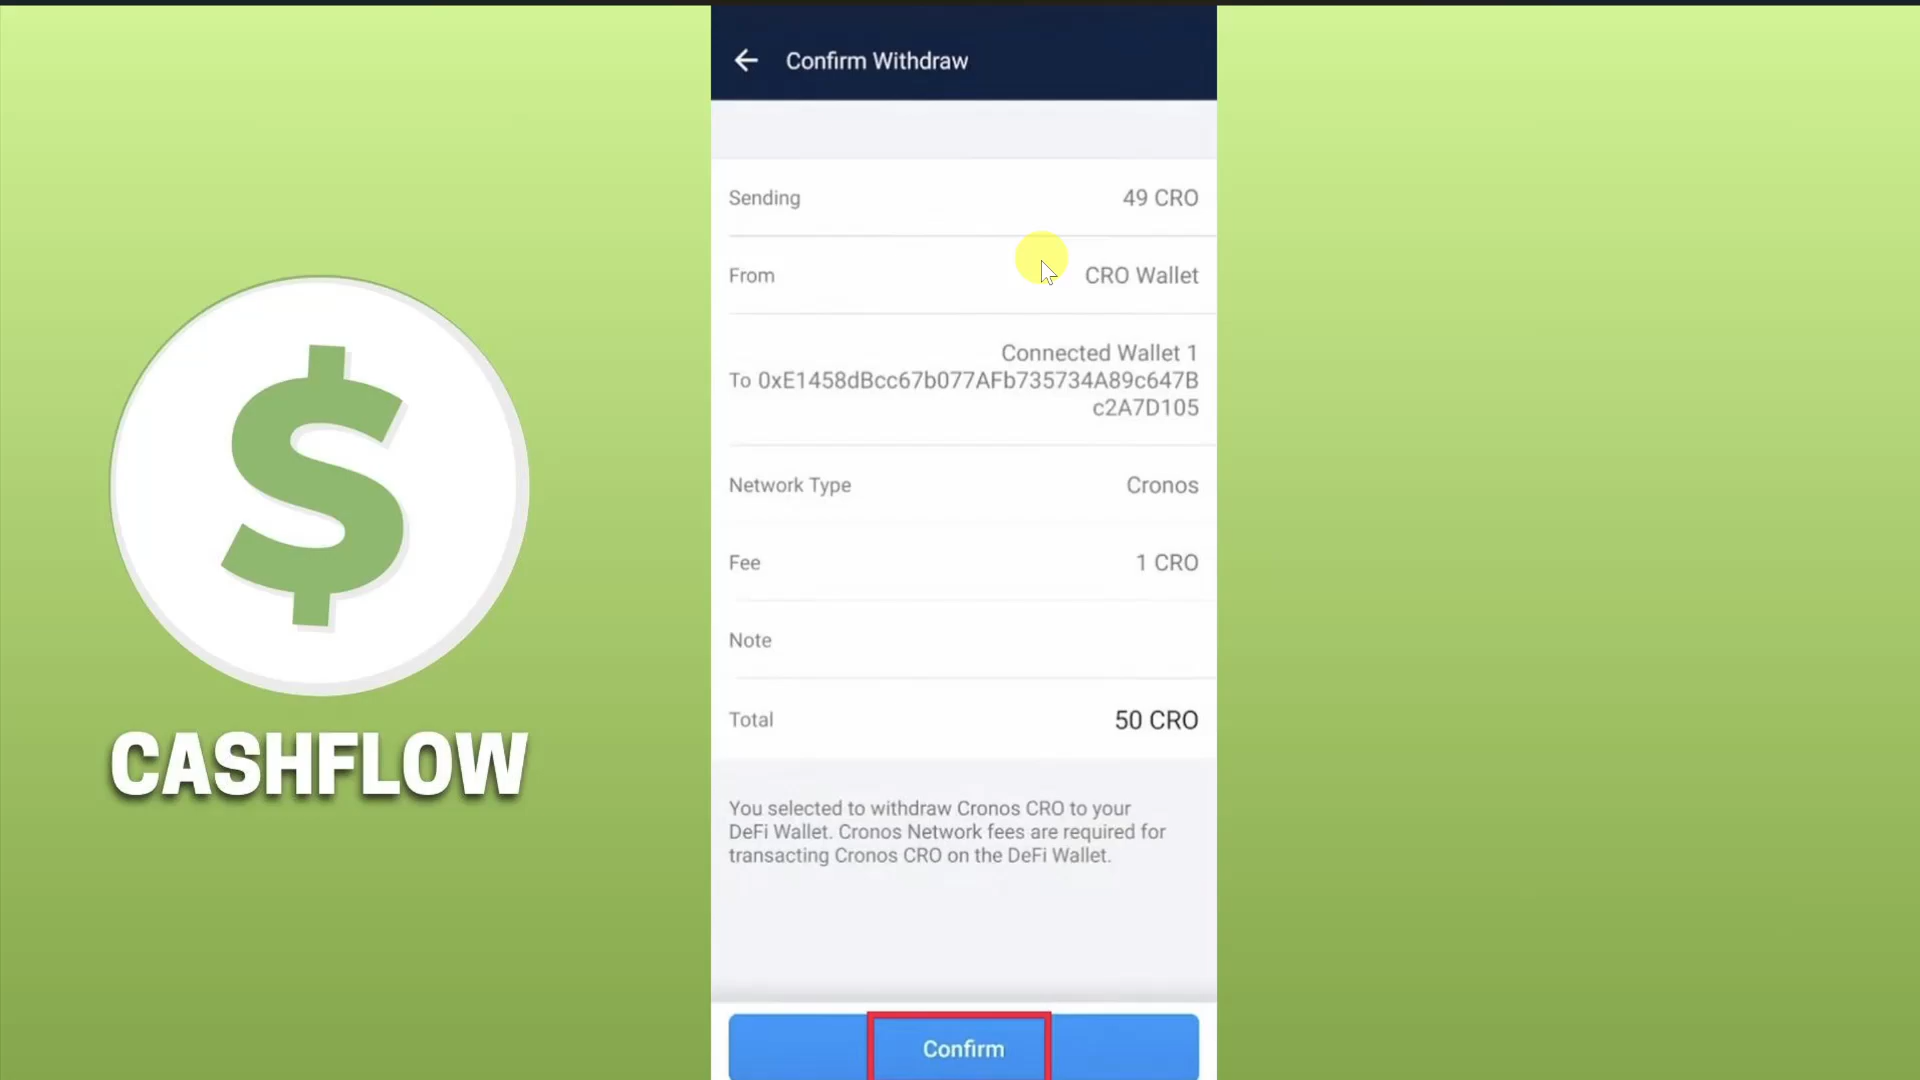 Confirm Withdraw
Sending 49 CRO
From CRO Wallet
Connected Wallet 1
To 0xE1458dBcc67b077AFb735734A89c647B
c2A7D105
Network Type Cronos
Fee 1 CRO
Note
Total 50 CRO
You selected to withdraw Cronos CRO to your
DeFi Wallet. Cronos Network fees are required for
transacting Cronos CRO on the DeFi Wallet.
Confirm
$
CASHFLOW